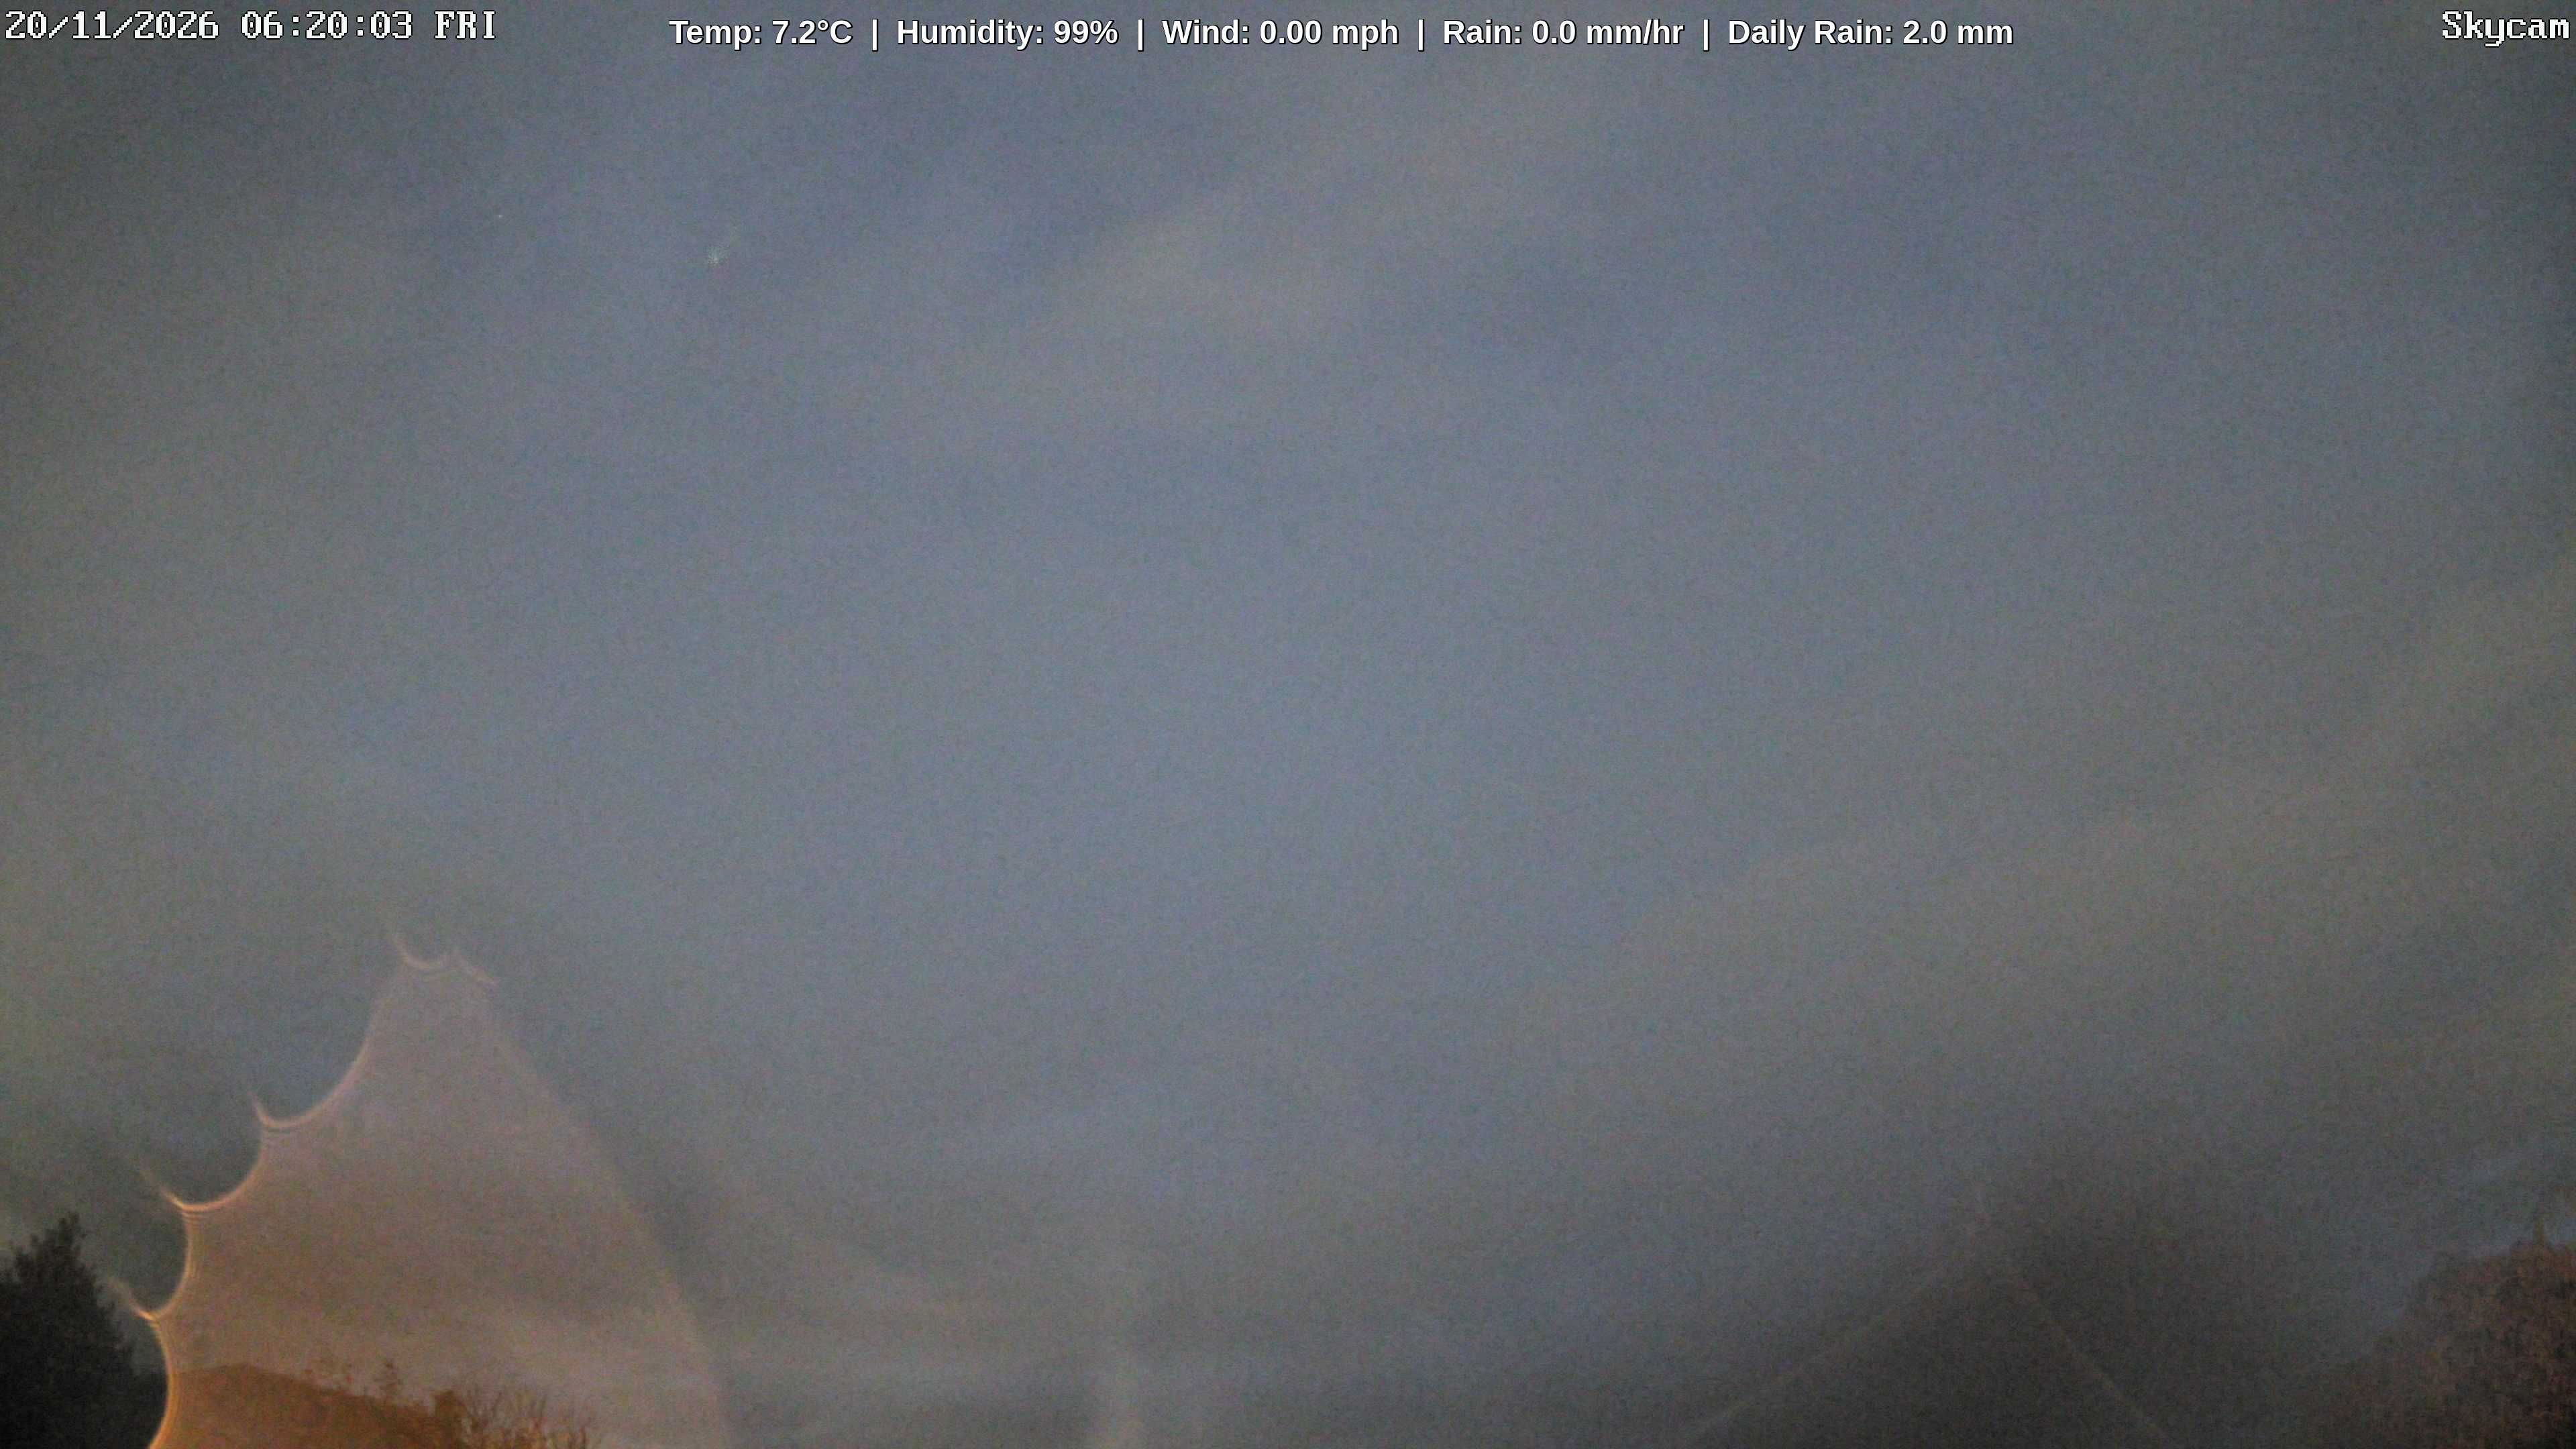 20/11/2026 06:20:03 FRI
Temp: 7.2°C | Humidity: 99% | Wind: 0.00 mph | Rain: 0.0 mm/hr | Daily Rain: 2.0 mm
Skycam